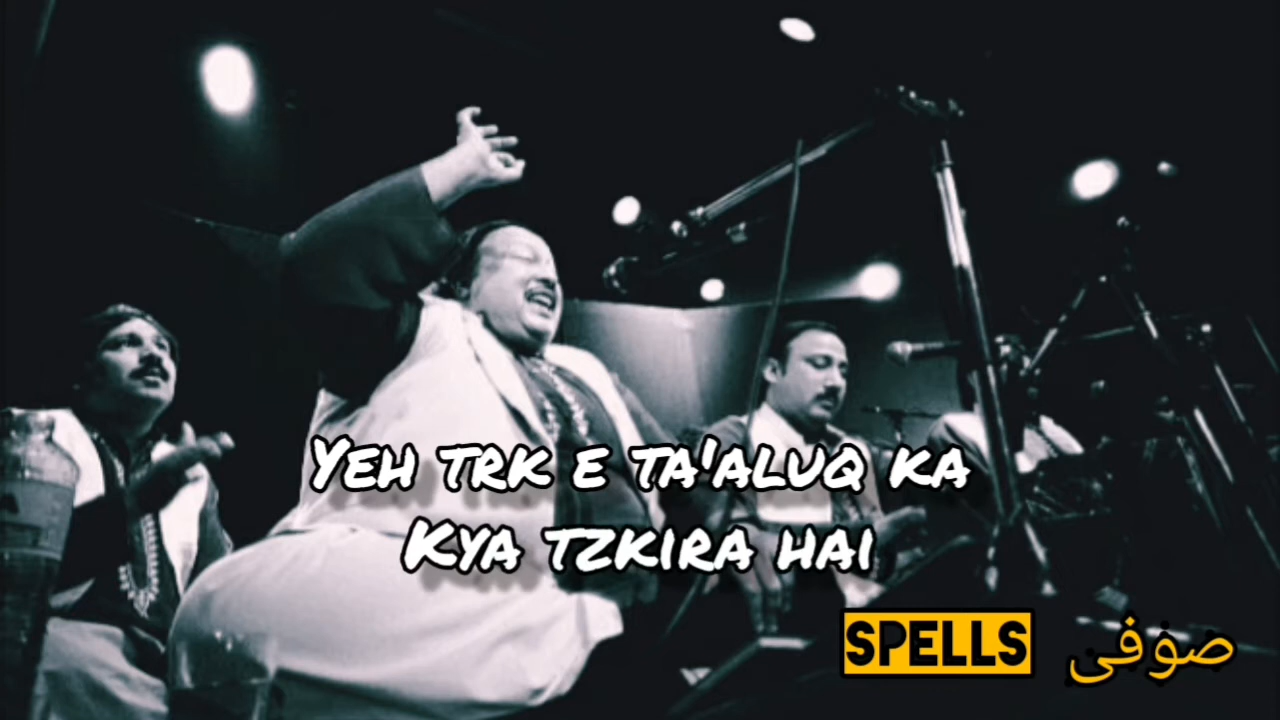 Yeh trk e ta'aluq ka
Kya tzkira hai
SPELLS صوفی